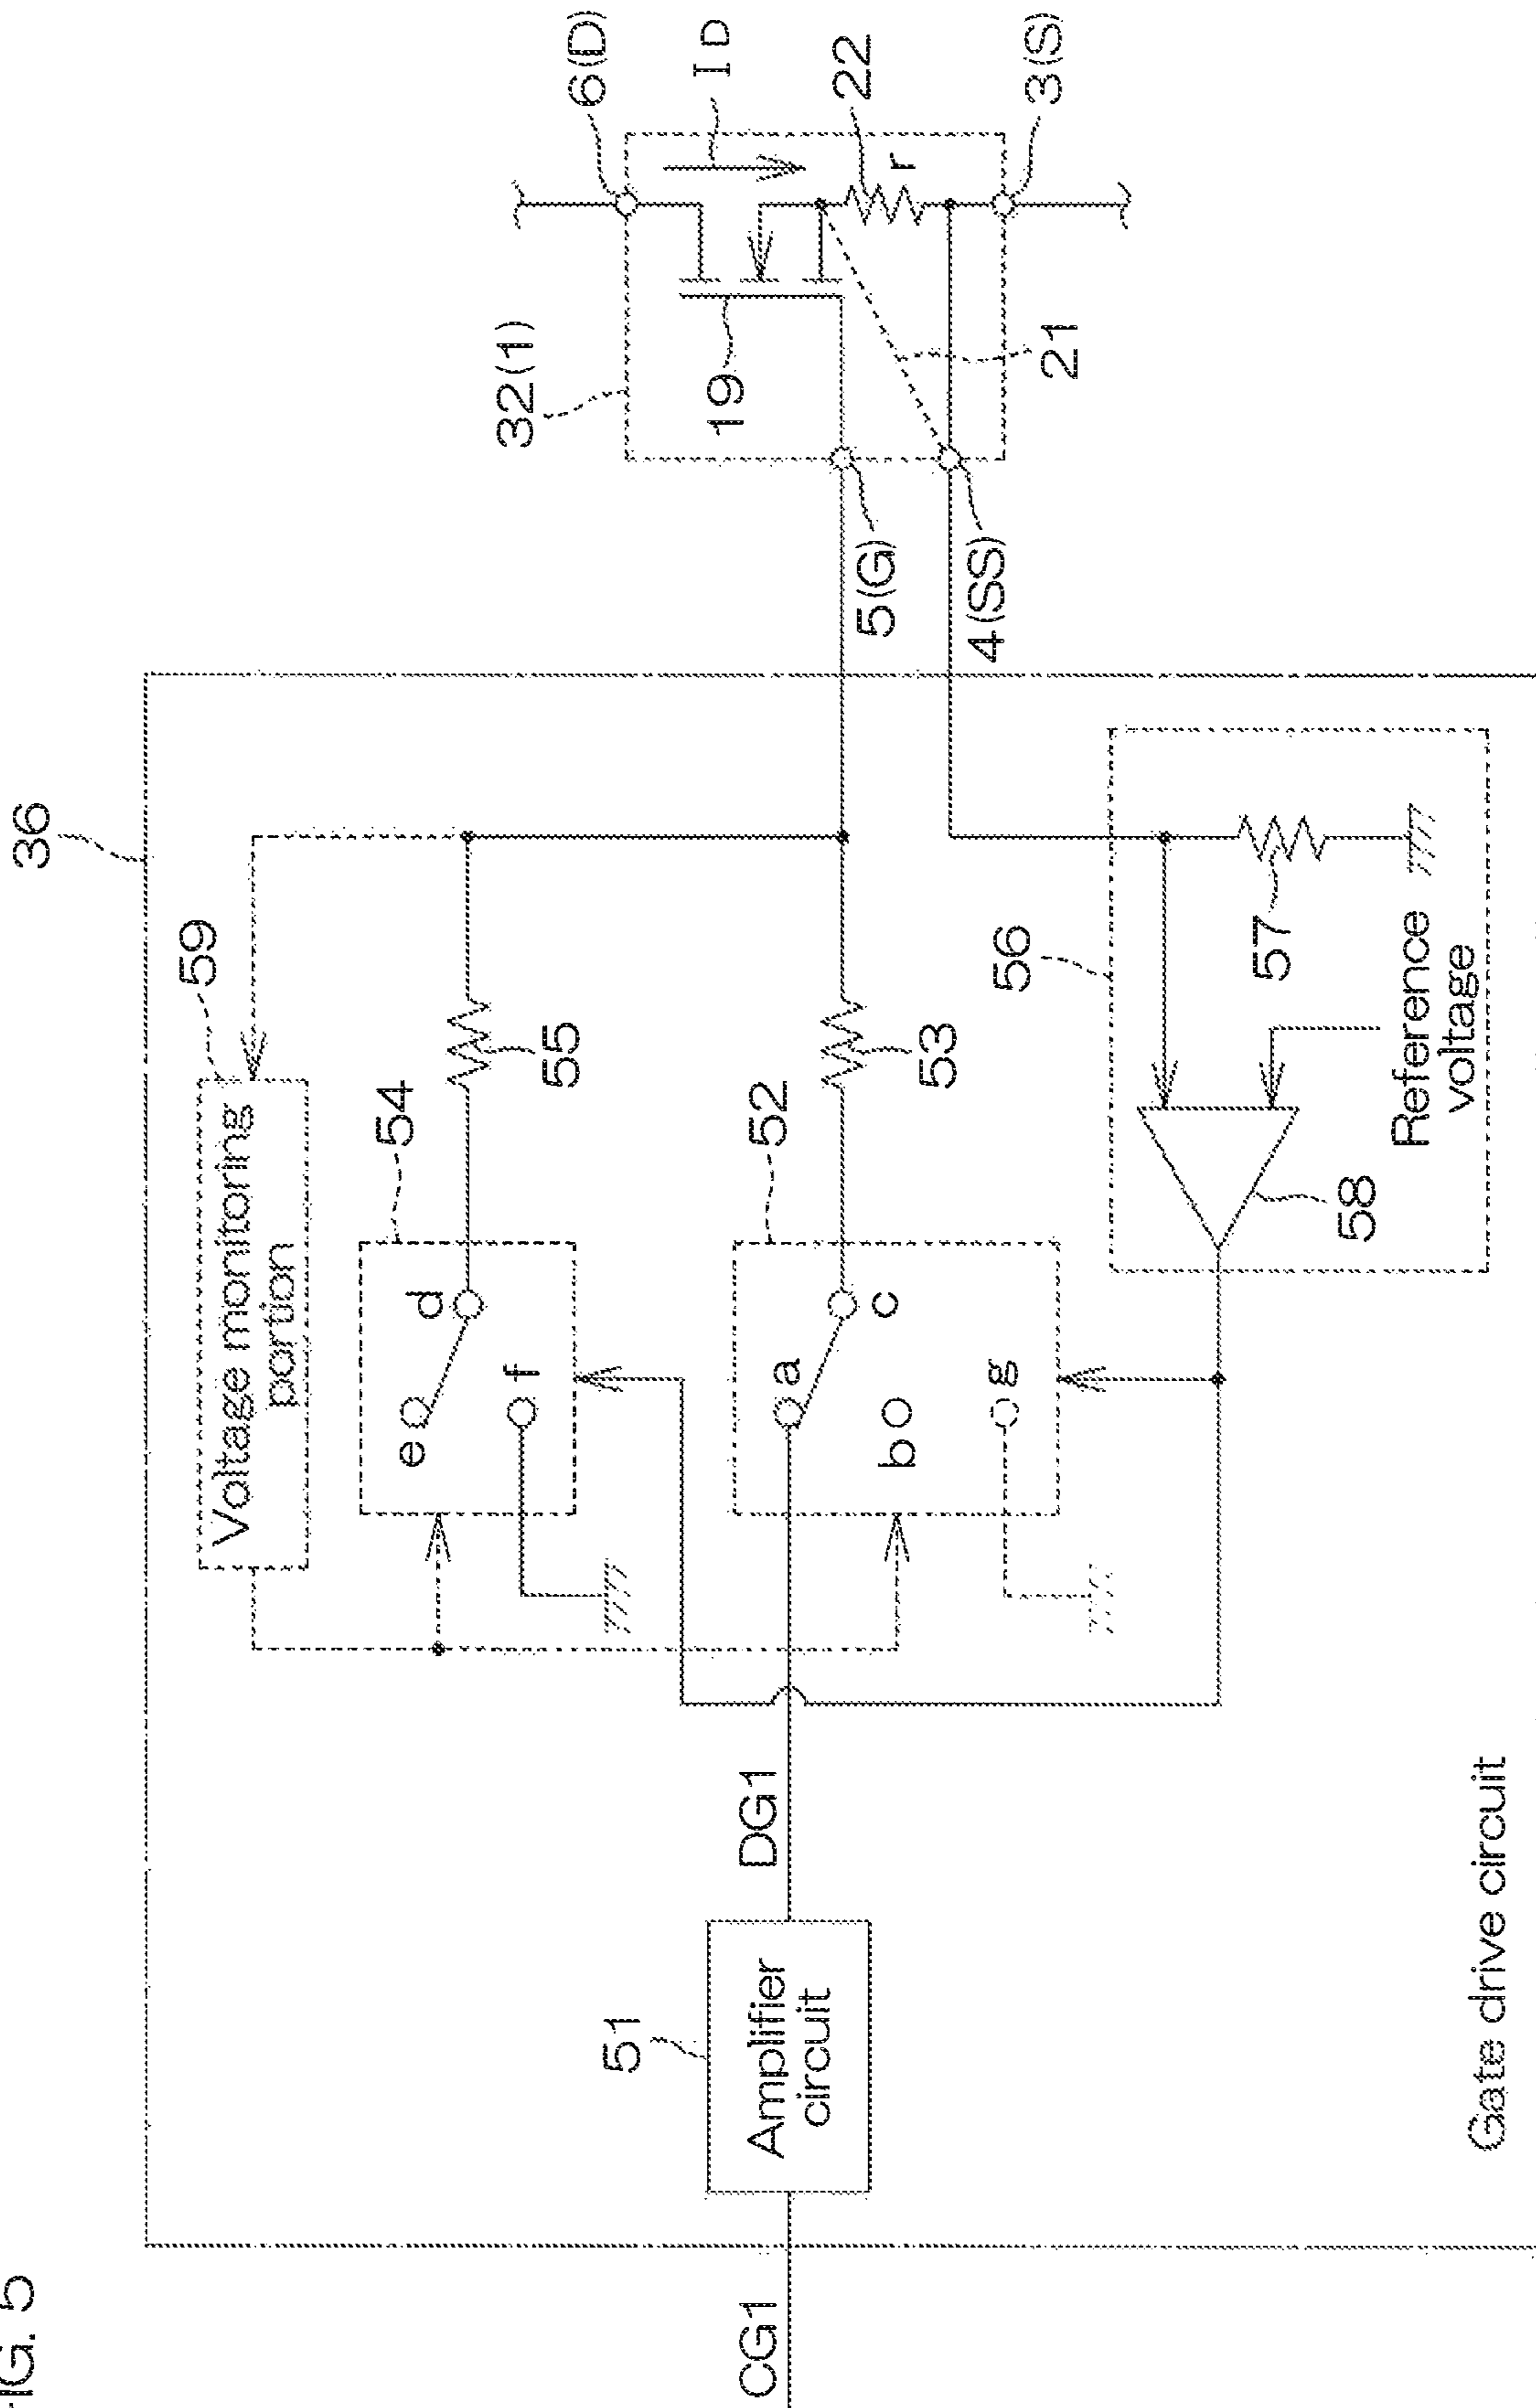 FIG. 5
36
59
Voltage monitoring
portion
54
e
d
f
55
52
a
b
c
g
53
CG1
51
Amplifier
circuit
DG1
56
57
58
Reference
voltage
Gate drive circuit
5(G)
4(SS)
32(1)
19
21
22
r
6(D)
ID
3(S)